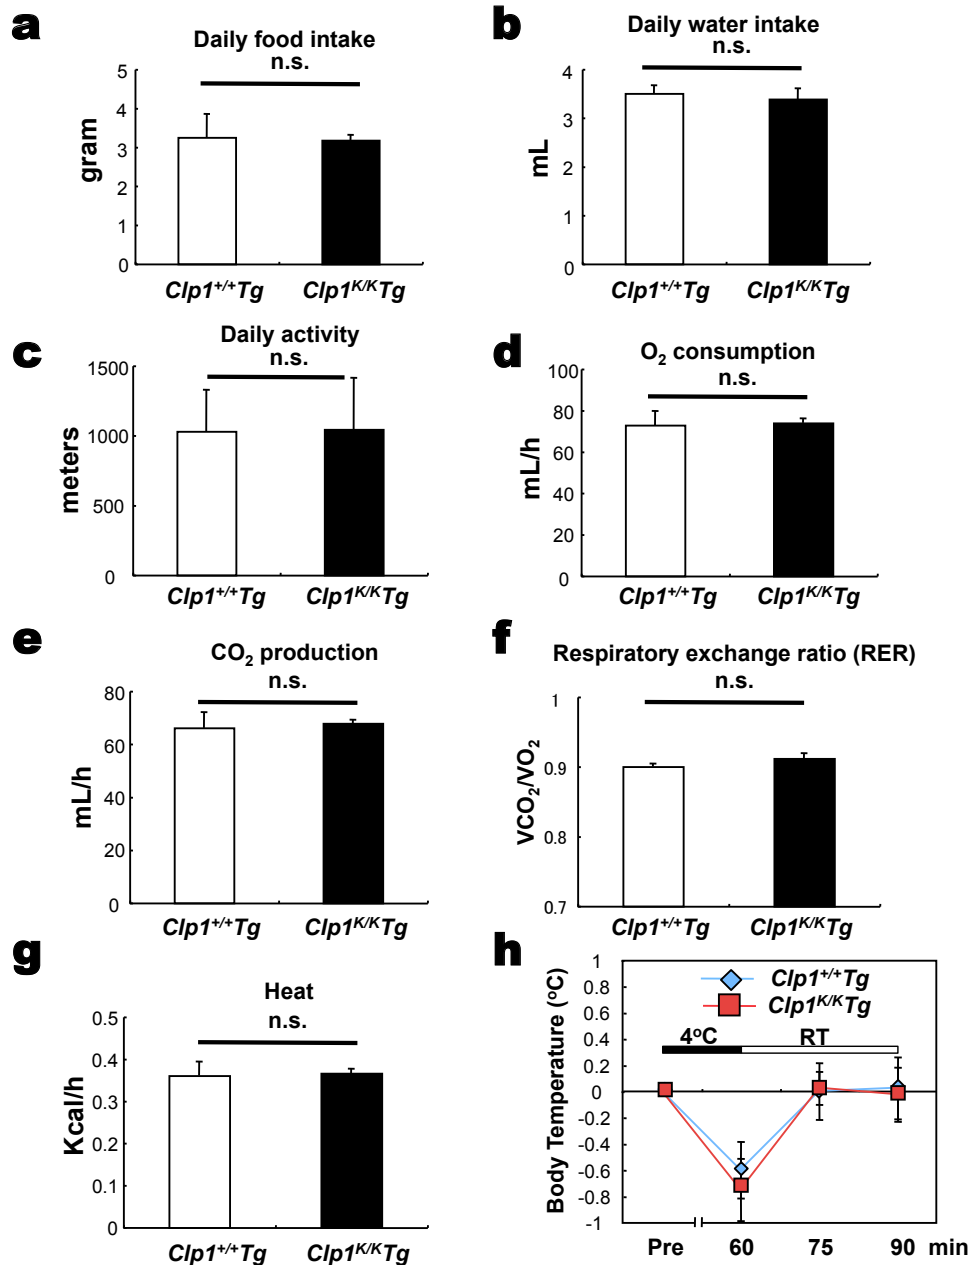 a
Daily food intake
n.s.
5
4
3
2
1
0
gram
Clp1+/+Tg
Clp1K/KTg
b
Daily water intake
n.s.
4
3
2
1
0
mL
Clp1+/+Tg
Clp1K/KTg
c
Daily activity
n.s.
1500
1000
500
0
meters
Clp1+/+Tg
Clp1K/KTg
d
O2 consumption
n.s.
100
80
60
40
20
0
mL/h
Clp1+/+Tg
Clp1K/KTg
e
CO2 production
n.s.
80
60
40
20
0
mL/h
Clp1+/+Tg
Clp1K/KTg
f
Respiratory exchange ratio (RER)
n.s.
1
0.9
0.8
0.7
VCO2/VO2
Clp1+/+Tg
Clp1K/KTg
g
Heat
n.s.
0.5
0.4
0.3
0.2
0.1
0
Kcal/h
Clp1+/+Tg
Clp1K/KTg
h
Clp1+/+Tg
Clp1K/KTg
4oC
RT
1
0.8
0.6
0.4
0.2
0
-0.2
-0.4
-0.6
-0.8
-1
Body Temperature (oC)
Pre 60 75 90 min